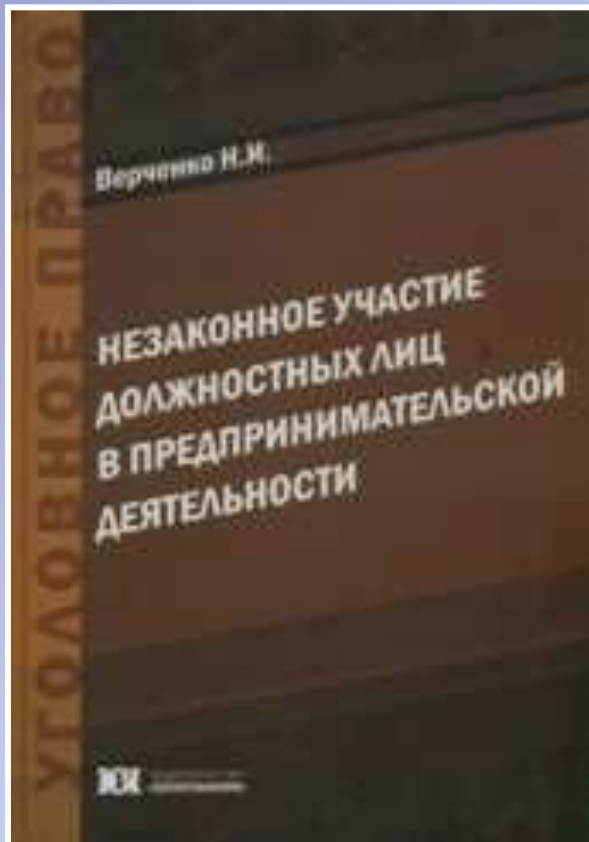 УГОЛОВНОЕ ПРАВО
Верченко Н.И.
НЕЗАКОННОЕ УЧАСТИЕ
ДОЛЖНОСТНЫХ ЛИЦ
В ПРЕДПРИНИМАТЕЛЬСКОЙ
ДЕЯТЕЛЬНОСТИ